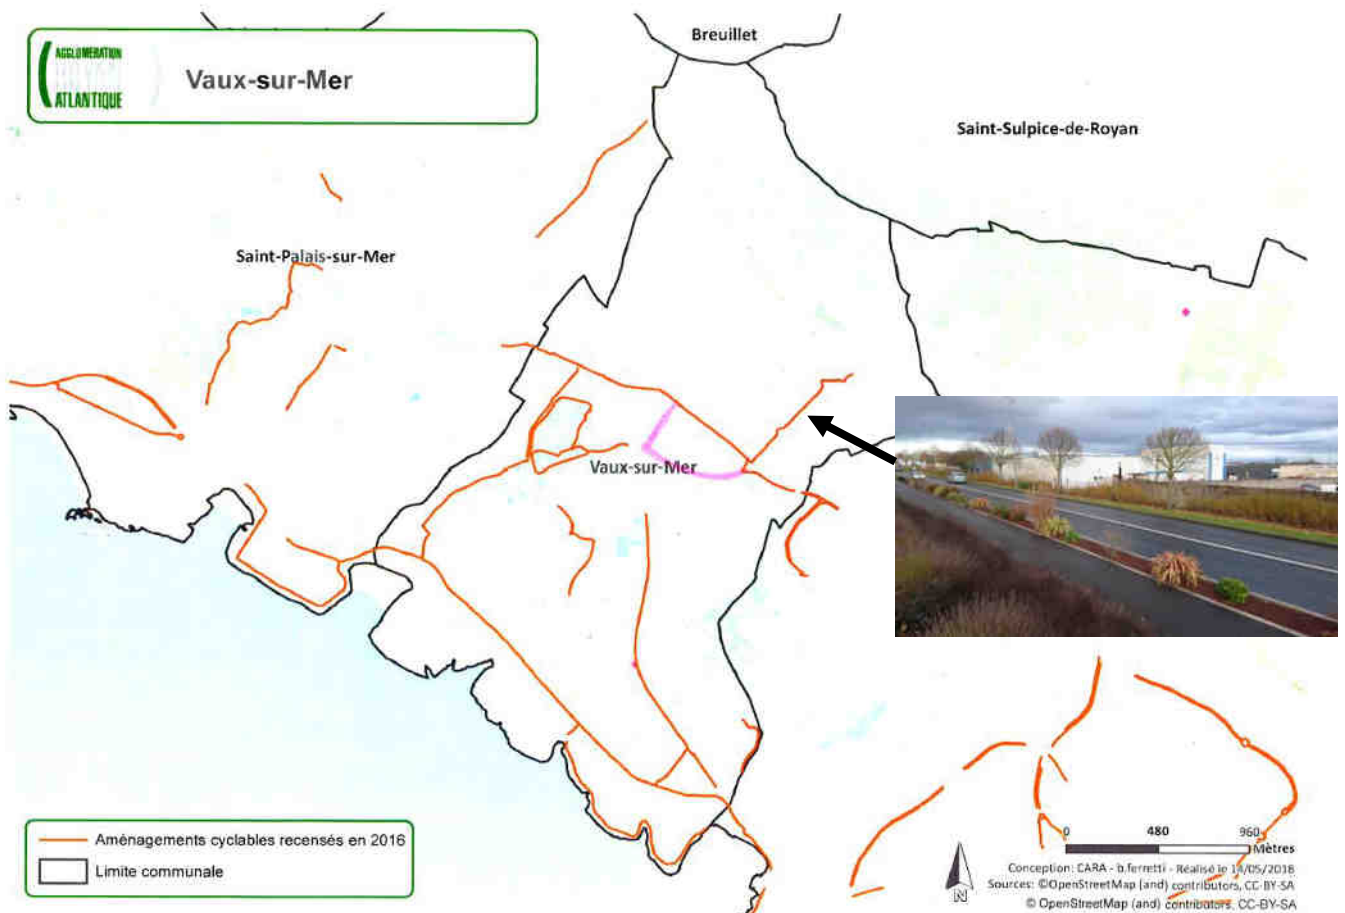 AGGLOMERATION
ATLANTIQUE
Vaux-sur-Mer
Breuillet
Saint-Sulpice-de-Royan
Saint-Palais-sur-Mer
Vaux-sur-Mer
Aménagements cyclables recensés en 2016
Limite communale
0 480 960
Mètres
N
Conception: CARA - b.ferretti - Réalisé le 14/05/2018
Sources: ©OpenStreetMap (and) contributors, CC-BY-SA
© OpenStreetMap (and) contributors, CC-BY-SA